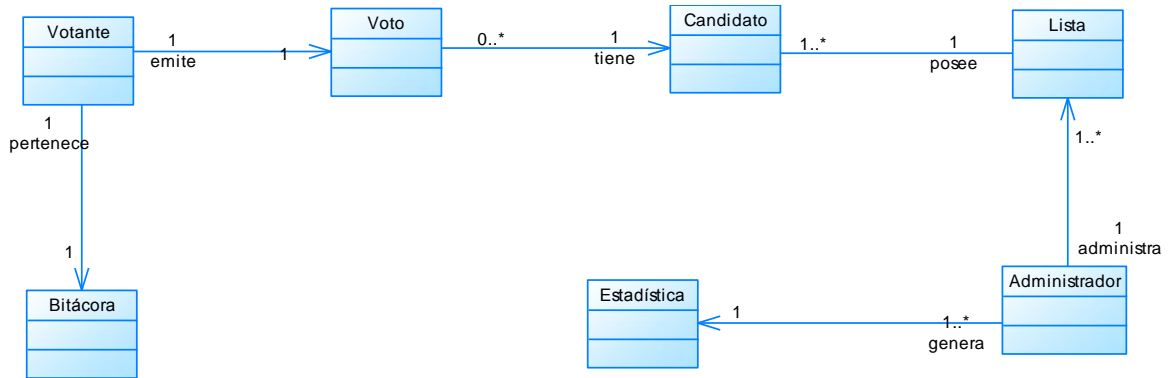 Votante
Voto
Candidato
Lista
1
emite
1
0..*
1
tiene
1..*
1
posee
1
pertenece
1
1..*
1
administra
Bitácora
Estadística
Administrador
1
1..*
genera